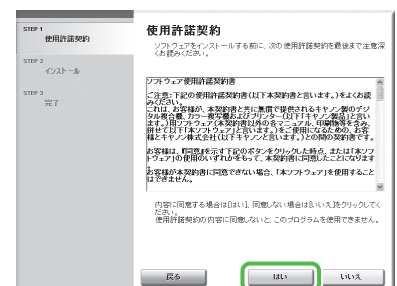 STEP 1
使用許諾契約
STEP 2
インストール
STEP 3
完了
使用許諾契約
ソフトウェアをインストールする前に、次の使用許諾契約を最後まで注意深
くお読みください。
ソフトウェア使用許諾契約書
ご注意:下記の使用許諾契約書(以下本契約書と言います。)をよくお読
みください。
これは、お客様が、本契約書と共に無償で提供されるキヤノン製のデジ
タル複合機、カラー複写機およびプリンター(以下「キヤノン製品」と言い
ます。)用ソフトウェア(本契約書以外の各マニュアル、印刷物等を含み、
併せて以下「本ソフトウェア」と言います。)をご使用になるための、お客
様とキヤノン株式会社(以下キヤノンと言います。)との間の契約書です。
お客様は、「同意」を示す下記のボタンをクリックした時点、または「本ソフ
トウェア」の使用のいずれかをもって、本契約書に同意したことになります
。
お客様が本契約書に同意できない場合、「本ソフトウェア」を使用すること
はできません。
内容に同意する場合は[はい]、同意しない場合は[いいえ]をクリックしてく
ださい。
使用許諾契約の内容に同意しないと、このプログラムを使用できません。
戻る
はい
いいえ